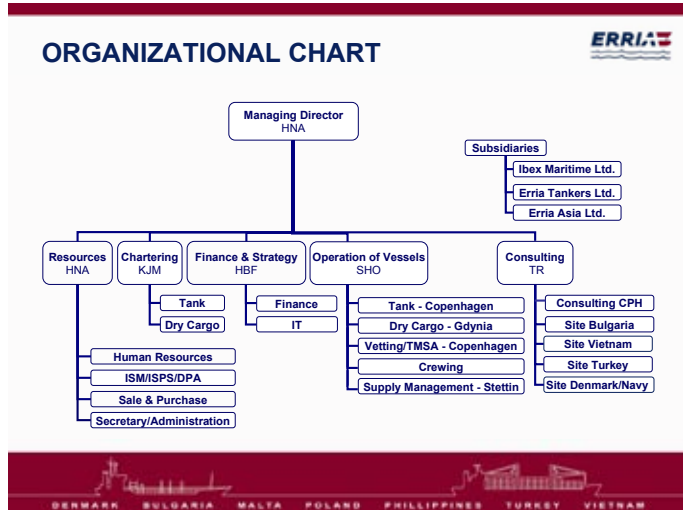 ORGANIZATIONAL CHART
ERRIA
Managing Director
HNA
Subsidiaries
Ibex Maritime Ltd.
Erria Tankers Ltd.
Erria Asia Ltd.
Resources
HNA
Chartering
KJM
Finance & Strategy
HBF
Operation of Vessels
SHO
Consulting
TR
Tank
Dry Cargo
Finance
IT
Tank - Copenhagen
Dry Cargo - Gdynia
Vetting/TMSA - Copenhagen
Crewing
Supply Management - Stettin
Consulting CPH
Site Bulgaria
Site Vietnam
Site Turkey
Site Denmark/Navy
Human Resources
ISM/ISPS/DPA
Sale & Purchase
Secretary/Administration
DENMARK BULGARIA MALTA POLAND PHILLIPPINES TURKEY VIETNAM